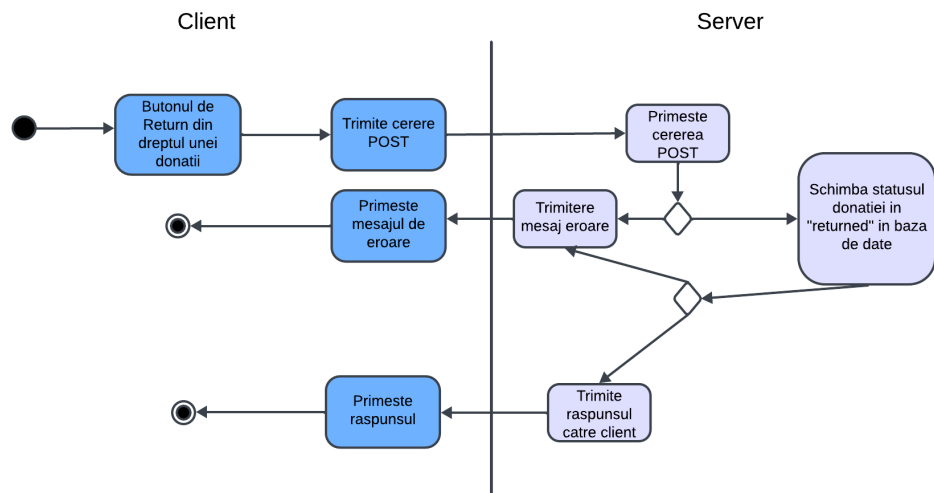 Client
Server
Butonul de
Return din
dreptul unei
donatii
Trimite cerere
POST
Primeste
cererea
POST
Primeste
mesajul de
eroare
Trimitere
mesaj eroare
Schimba statusul
donatiei in
"returned" in baza
de date
Primeste
raspunsul
Trimite
raspunsul
catre client